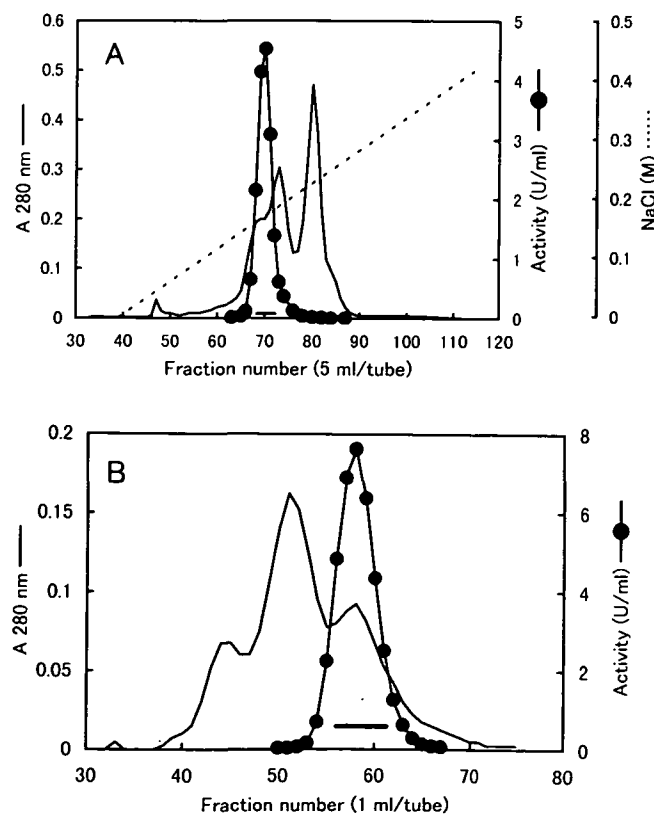 A
0.6
0.5
0.4
0.3
0.2
0.1
0
A 280 nm
5
4
3
2
1
0
Activity (U/ml)
0.5
0.4
0.3
0.2
0.1
0
NaCl (M)
30 40 50 60 70 80 90 100 110 120
Fraction number (5 ml/tube)
B
0.2
0.15
0.1
0.05
0
A 280 nm
8
6
4
2
0
Activity (U/ml)
30 40 50 60 70 80
Fraction number (1 ml/tube)